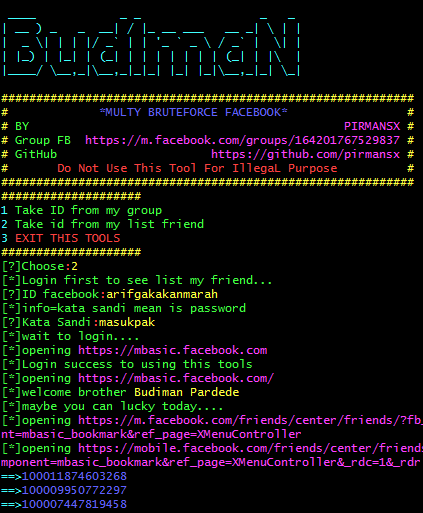 BudimaN
##################################################
# *MULTY BRUTEFORCE FACEBOOK* #
# BY PIRMANSX #
# Group FB https://m.facebook.com/groups/164201767529837 #
# GitHub https://github.com/pirmansx #
# Do Not Use This Tool For IllegaL Purpose #
##################################################
####################
1 Take ID from my group
2 Take id from my list friend
3 EXIT THIS TOOLS
####################
[?]Choose:2
[*]Login first to see list my friend...
[?]ID facebook:arifgakakanmarah
[*]info=kata sandi mean is password
[?]Kata Sandi:masukpak
[*]wait to login....
[*]opening https://mbasic.facebook.com
[*]Login success to using this tools
[*]opening https://mbasic.facebook.com/
[*]welcome brother Budiman Pardede
[*]maybe you can lucky today....
[*]opening https://m.facebook.com/friends/center/friends/?fb_
nt=mbasic_bookmark&ref_page=XMenuController
[*]opening https://mobile.facebook.com/friends/center/friends
mponent=mbasic_bookmark&ref_page=XMenuController&_rdc=1&_rdr
==>100011874603268
==>100009950772297
==>100007447819458